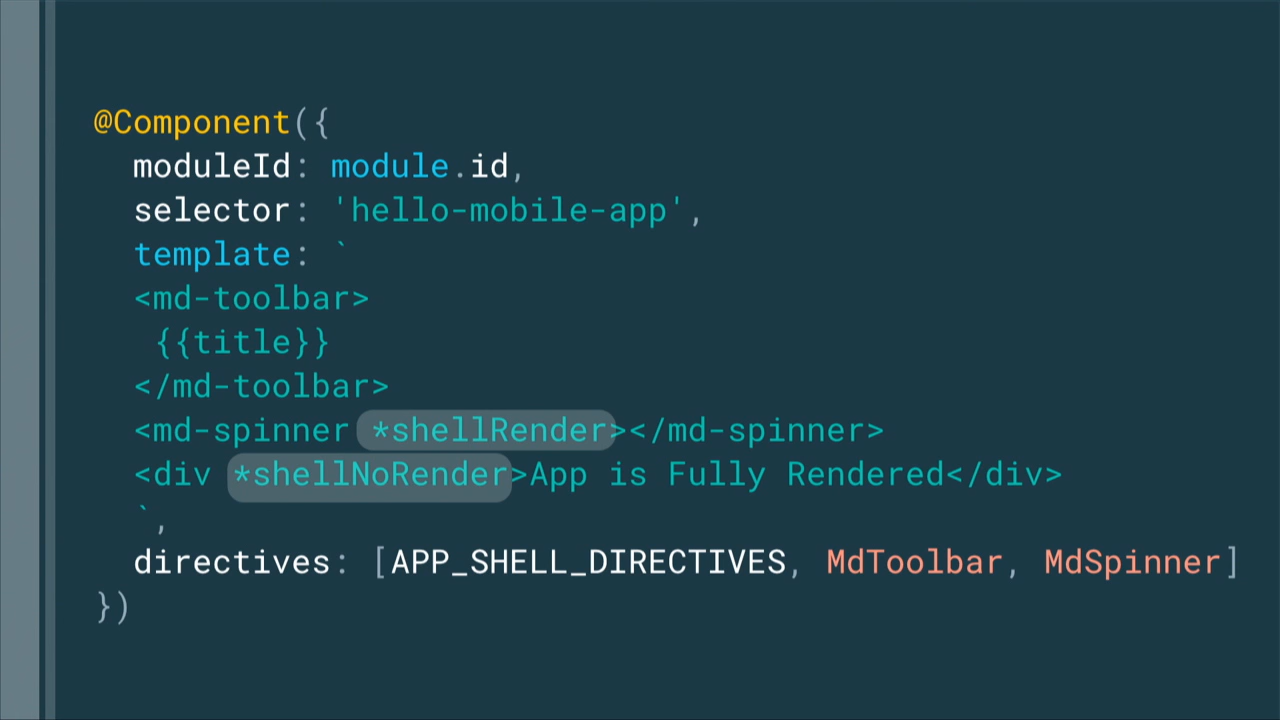 @Component({
moduleId: module.id,
selector: 'hello-mobile-app',
template: `
<md-toolbar>
{{title}}
</md-toolbar>
<md-spinner *shellRender></md-spinner>
<div *shellNoRender>App is Fully Rendered</div>
`,
directives: [APP_SHELL_DIRECTIVES, MdToolbar, MdSpinner]
})